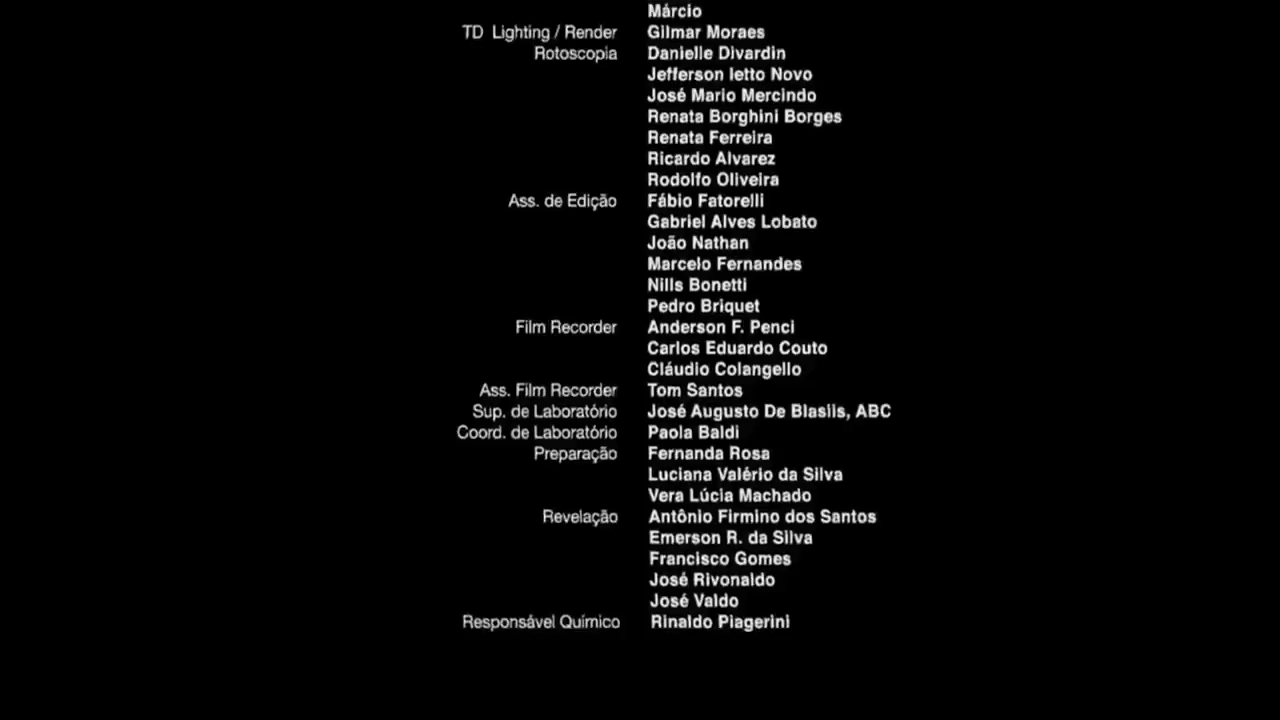 Márcio
TD Lighting / Render Gilmar Moraes
Rotoscopia Danielle Divardin
Jefferson Ietto Novo
José Mario Mercindo
Renata Borghini Borges
Renata Ferreira
Ricardo Alvarez
Rodolfo Oliveira
Ass. de Edição Fábio Fatorelli
Gabriel Alves Lobato
João Nathan
Marcelo Fernandes
Nills Bonetti
Pedro Briquet
Film Recorder Anderson F. Penci
Carlos Eduardo Couto
Cláudio Colangello
Ass. Film Recorder Tom Santos
Sup. de Laboratório José Augusto De Blasiis, ABC
Coord. de Laboratório Paola Baldi
Preparação Fernanda Rosa
Luciana Valério da Silva
Vera Lúcia Machado
Revelação Antônio Firmino dos Santos
Emerson R. da Silva
Francisco Gomes
José Rivonaldo
José Valdo
Responsável Químico Rinaldo Piagerini